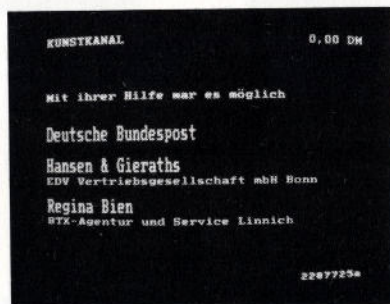 KUNSTKANAL 0,00 DM
Mit ihrer Hilfe war es möglich
Deutsche Bundespost
Hansen & Gieraths
EDV Vertriebsgesellschaft mbH Bonn
Regina Bien
BTX-Agentur und Service Linnich
2287725a